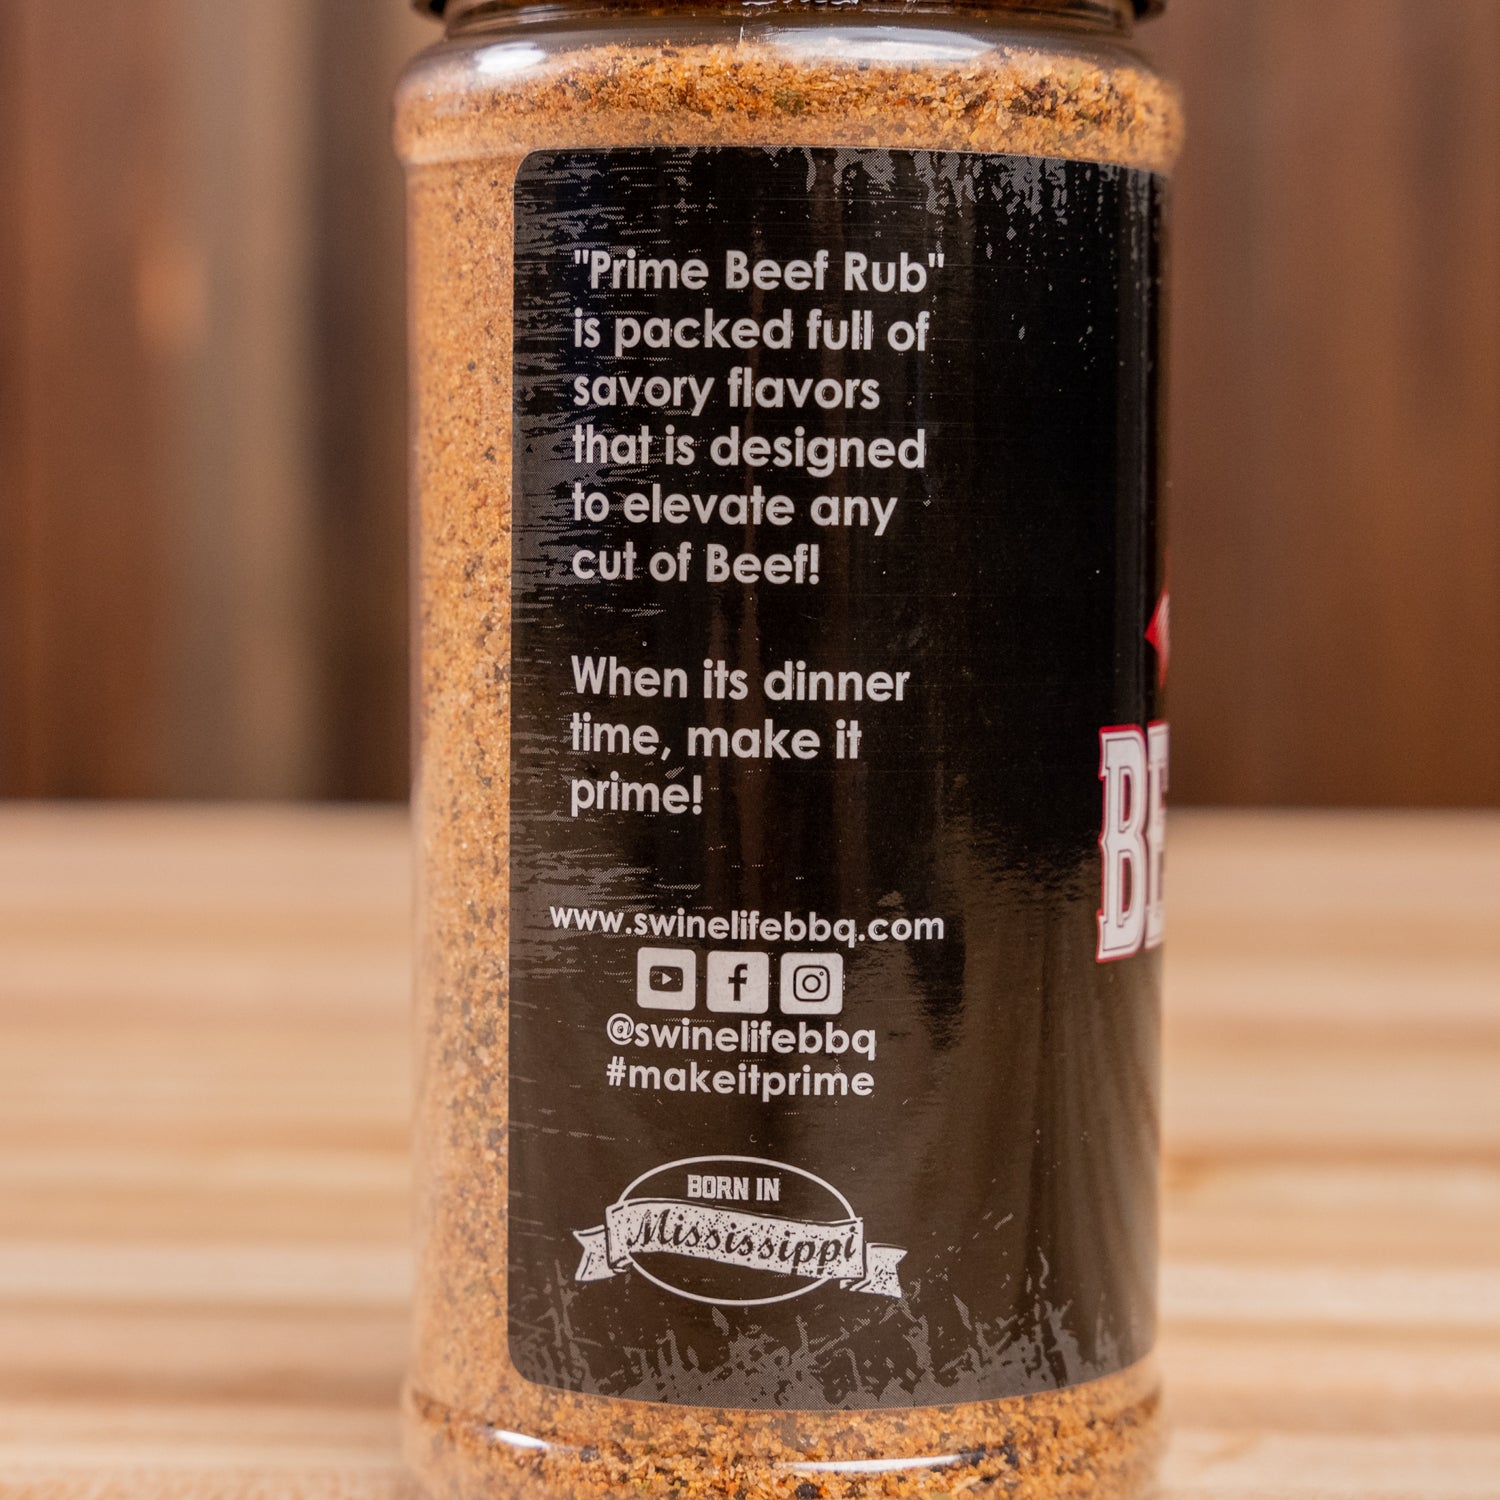 "Prime Beef Rub"
is packed full of
savory flavors
that is designed
to elevate any
cut of Beef!
When its dinner
time, make it
prime!
www.swinelifebbq.com
@swinelifebbq
#makeitprime
BORN IN
Mississippi